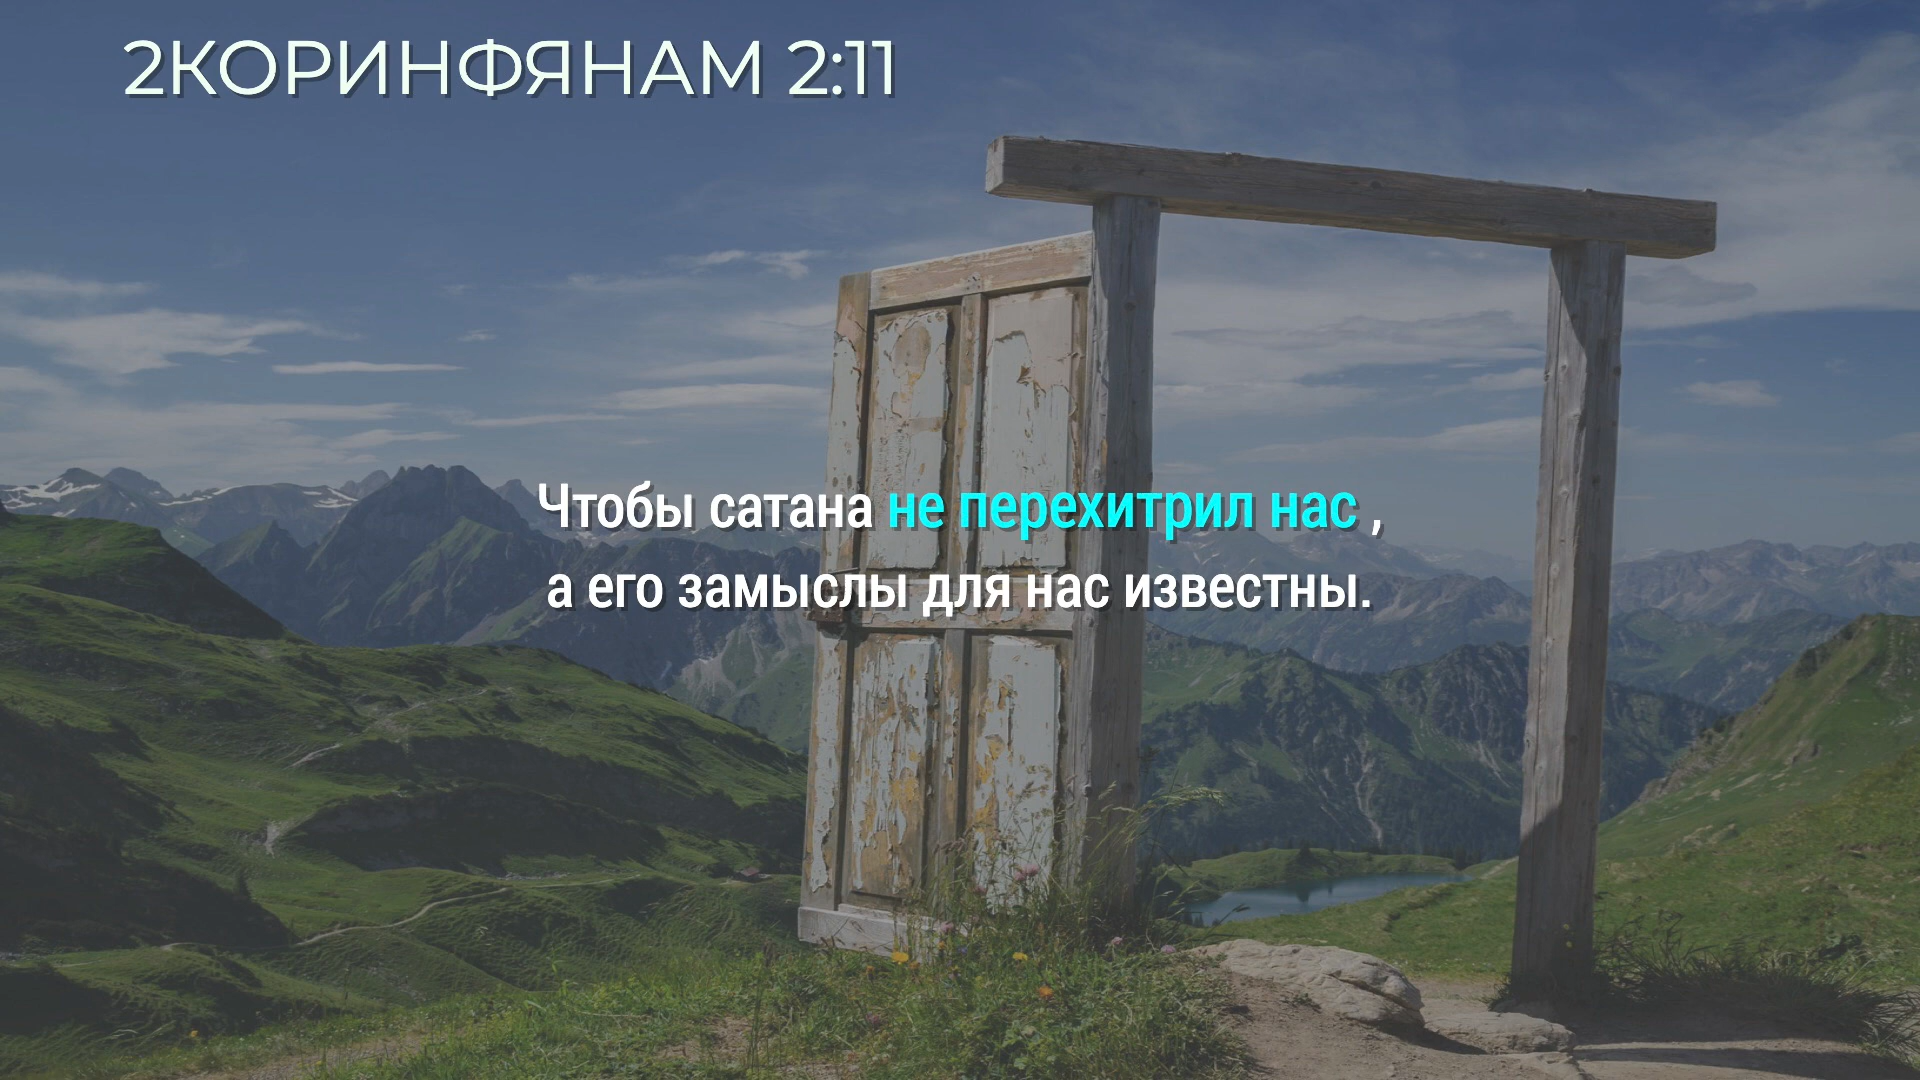 2КОРИНФЯНАМ 2:11
Чтобы сатана не перехитрил нас ,
а его замыслы для нас известны.